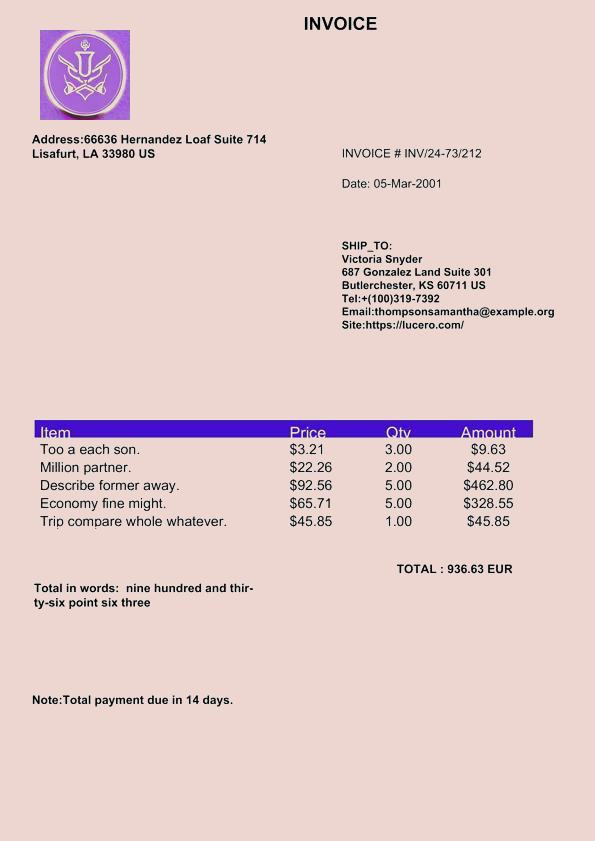 INVOICE
Address:66636 Hernandez Loaf Suite 714
Lisafurt, LA 33980 US
INVOICE # INV/24-73/212
Date: 05-Mar-2001
SHIP_TO:
Victoria Snyder
687 Gonzalez Land Suite 301
Butlerchester, KS 60711 US
Tel:+(100)319-7392
Email:thompsonsamantha@example.org
Site:https://lucero.com/
Item Price Qty Amount
Too a each son. $3.21 3.00 $9.63
Million partner. $22.26 2.00 $44.52
Describe former away. $92.56 5.00 $462.80
Economy fine might. $65.71 5.00 $328.55
Trip compare whole whatever. $45.85 1.00 $45.85
TOTAL : 936.63 EUR
Total in words: nine hundred and thir-
ty-six point six three
Note:Total payment due in 14 days.